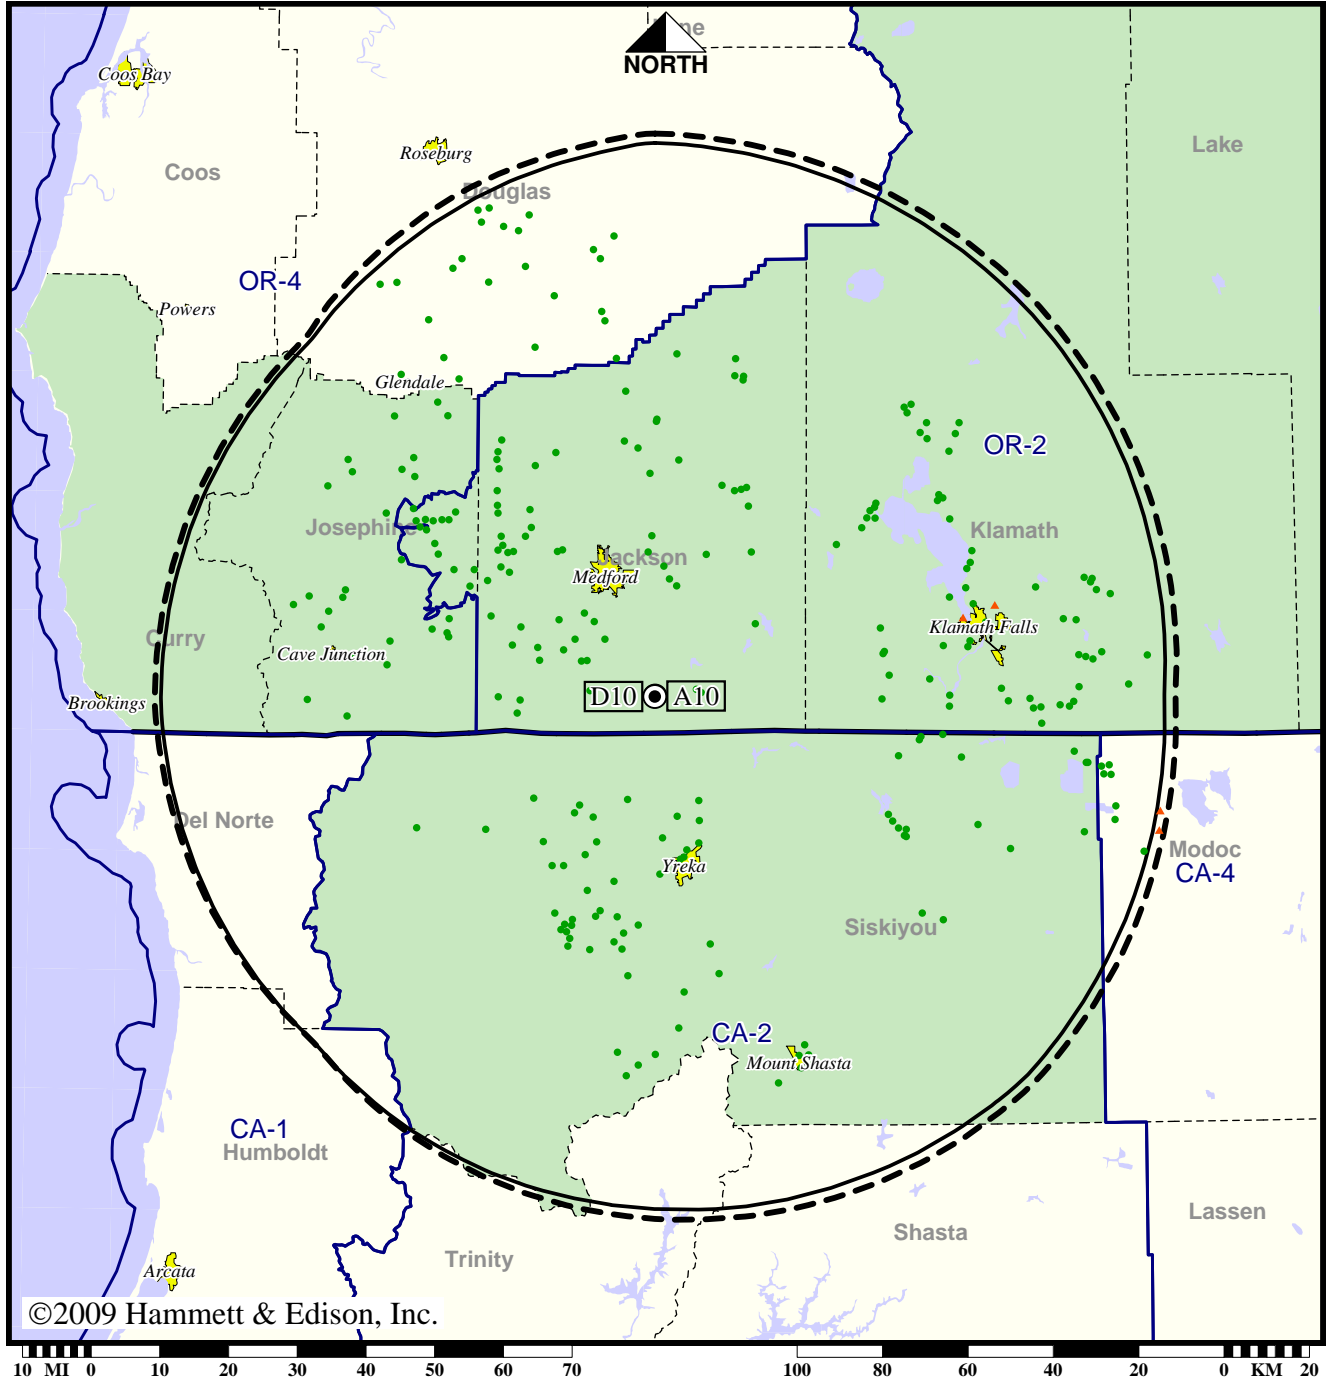 Lane
NORTH
Coos Bay
Lake
Roseburg
Coos
Douglas
OR-4
Powers
Glendale
OR-2
Josephine
Klamath
Jackson
Medford
Klamath Falls
Curry
Cave Junction
Brookings
D10 A10
Del Norte
Modoc
CA-4
Yreka
Siskiyou
CA-2
Mount Shasta
CA-1
Humboldt
Lassen
Shasta
Trinity
Arcata
©2009 Hammett & Edison, Inc.
10 MI 0 10 20 30 40 50 60 70 100 80 60 40 20 0 KM 20